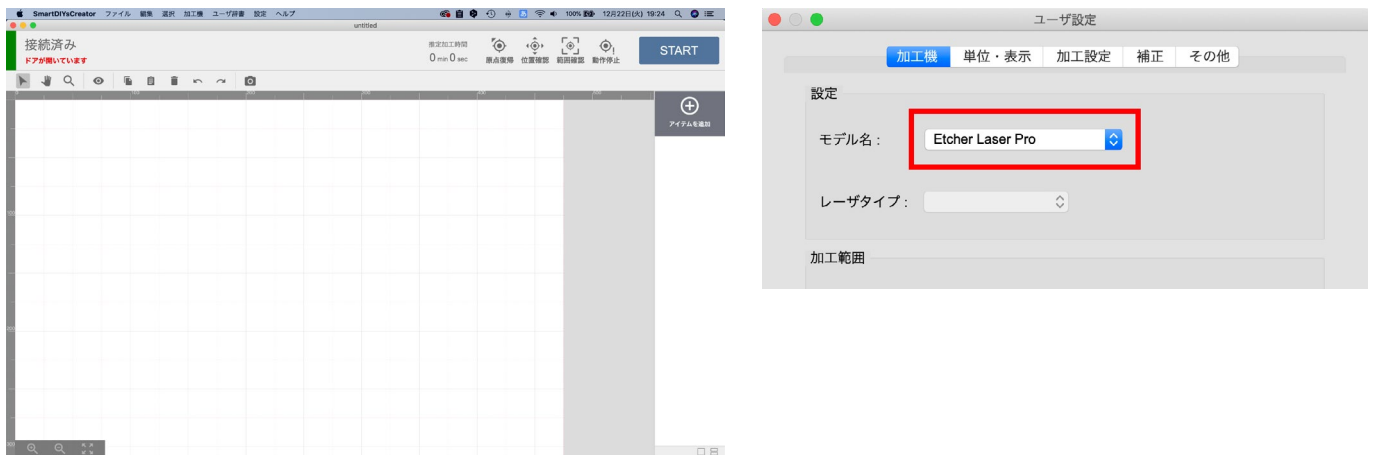 SmartDIYsCreator ファイル 編集 選択 加工機 ユーザ辞書 設定 ヘルプ 100% 12月22日(火) 19:24
untitled
接続済み
ドアが開いています
推定加工時間
0 min 0 sec
原点復帰 位置確認 範囲確認 動作停止
START
アイテムを追加
ユーザ設定
加工機 単位・表示 加工設定 補正 その他
設定
モデル名 :
Etcher Laser Pro
レーザタイプ :
加工範囲